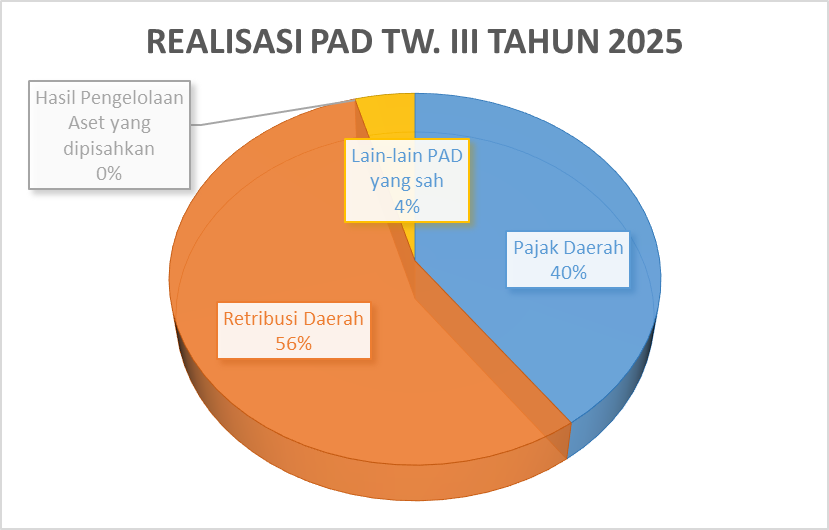 REALISASI PAD TW. III TAHUN 2025
Hasil Pengelolaan
Aset yang
dipisahkan
0%
Lain-lain PAD
yang sah
4%
Pajak Daerah
40%
Retribusi Daerah
56%